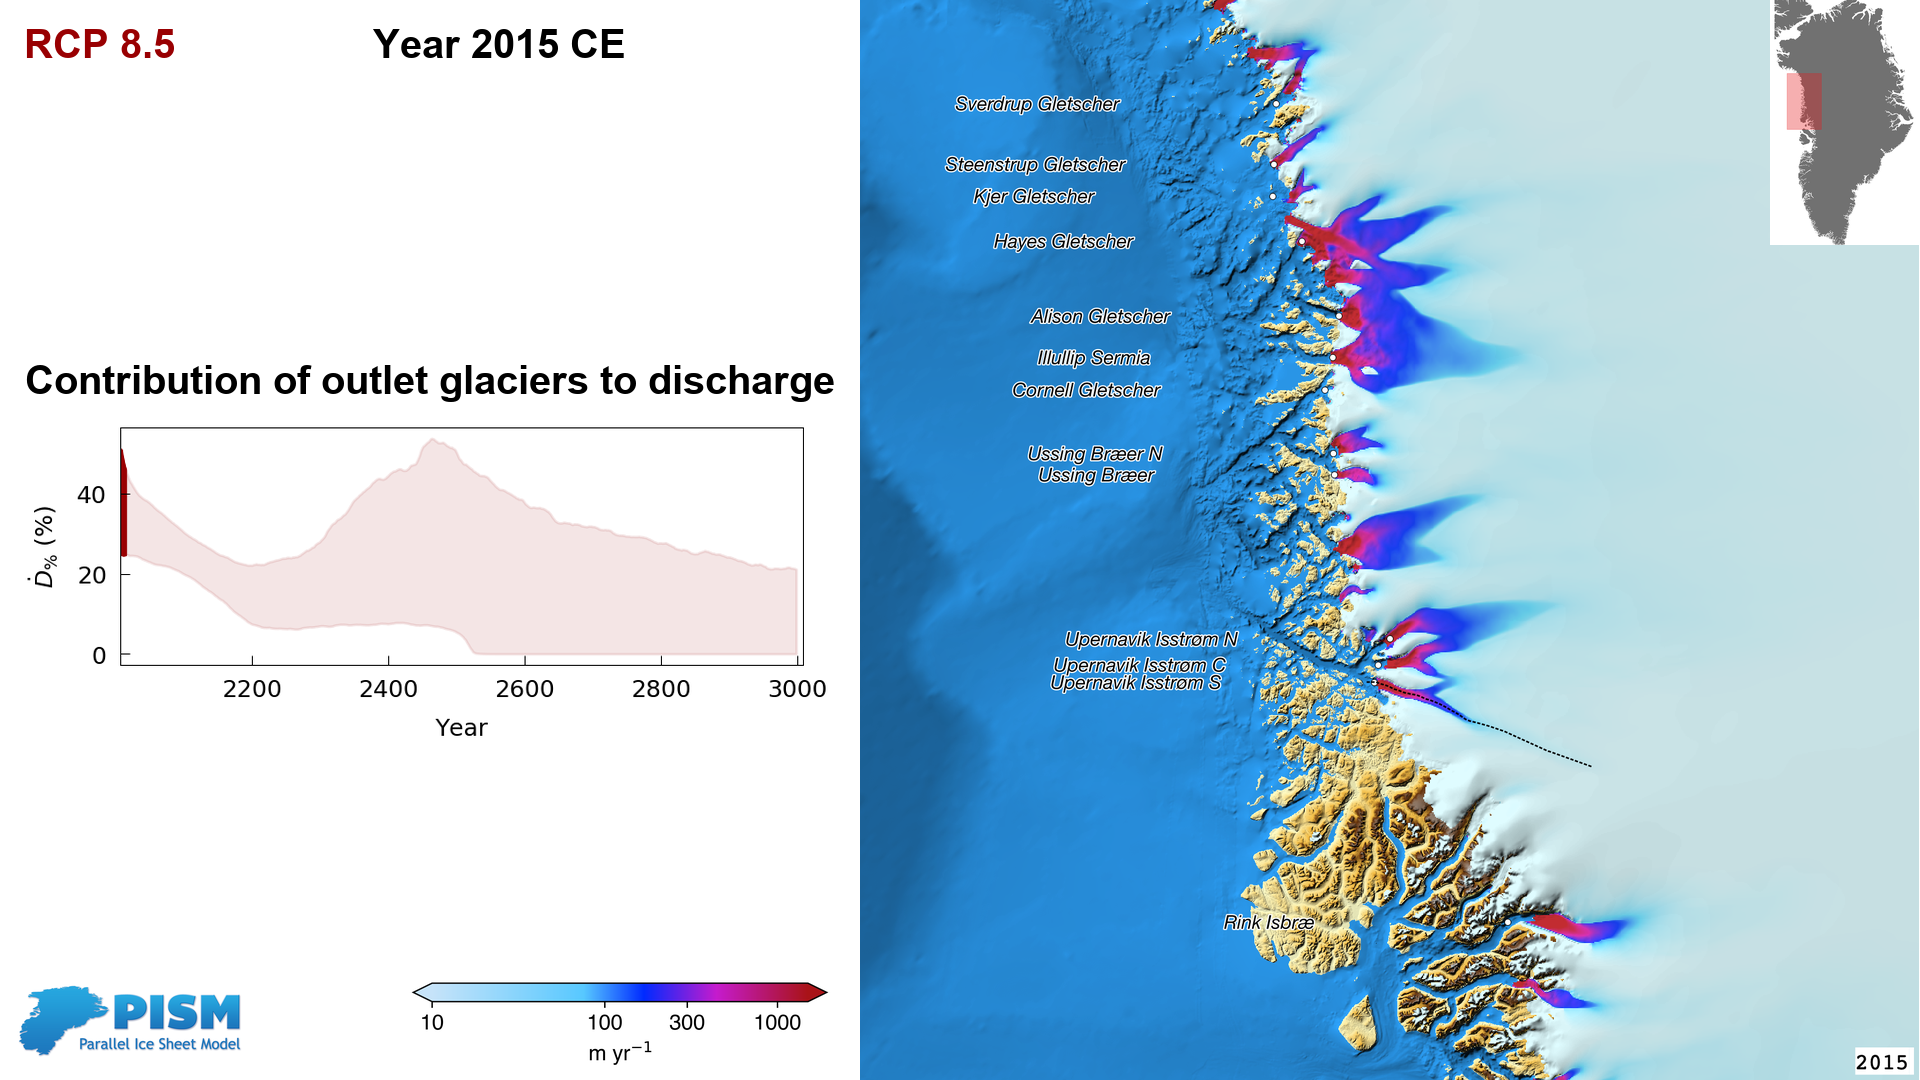 RCP 8.5
Year 2015 CE
Contribution of outlet glaciers to discharge
40
20
0
Ḋ% (%)
2200 2400 2600 2800 3000
Year
PISM
Parallel Ice Sheet Model
10 100 300 1000
m yr⁻¹
Sverdrup Gletscher
Steenstrup Gletscher
Kjer Gletscher
Hayes Gletscher
Alison Gletscher
Illullip Sermia
Cornell Gletscher
Ussing Bræer N
Ussing Bræer
Upernavik Isstrøm N
Upernavik Isstrøm C
Upernavik Isstrøm S
Rink Isbræ
2015